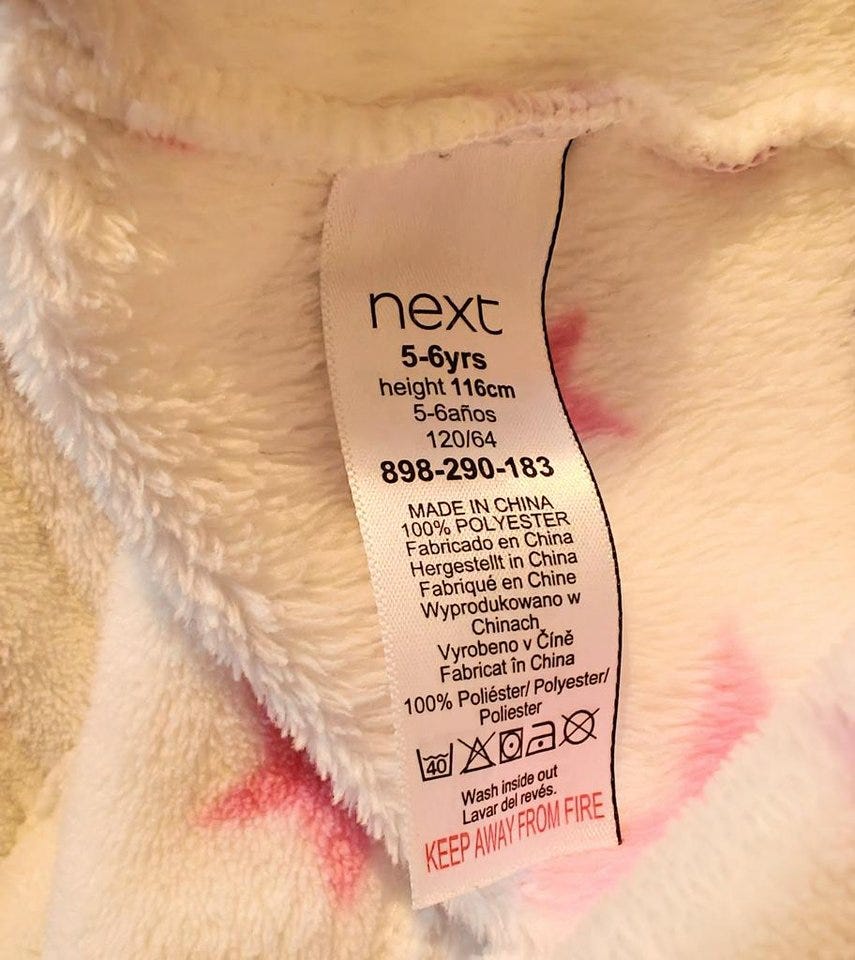 next
5-6yrs
height 116cm
5-6años
120/64
898-290-183
MADE IN CHINA
100% POLYESTER
Fabricado en China
Hergestellt in China
Fabriqué en Chine
Wyprodukowano w
Chinach
Vyrobeno v Číně
Fabricat în China
100% Poliéster/ Polyester/
Poliester
40
Wash inside out
Lavar del revés.
KEEP AWAY FROM FIRE